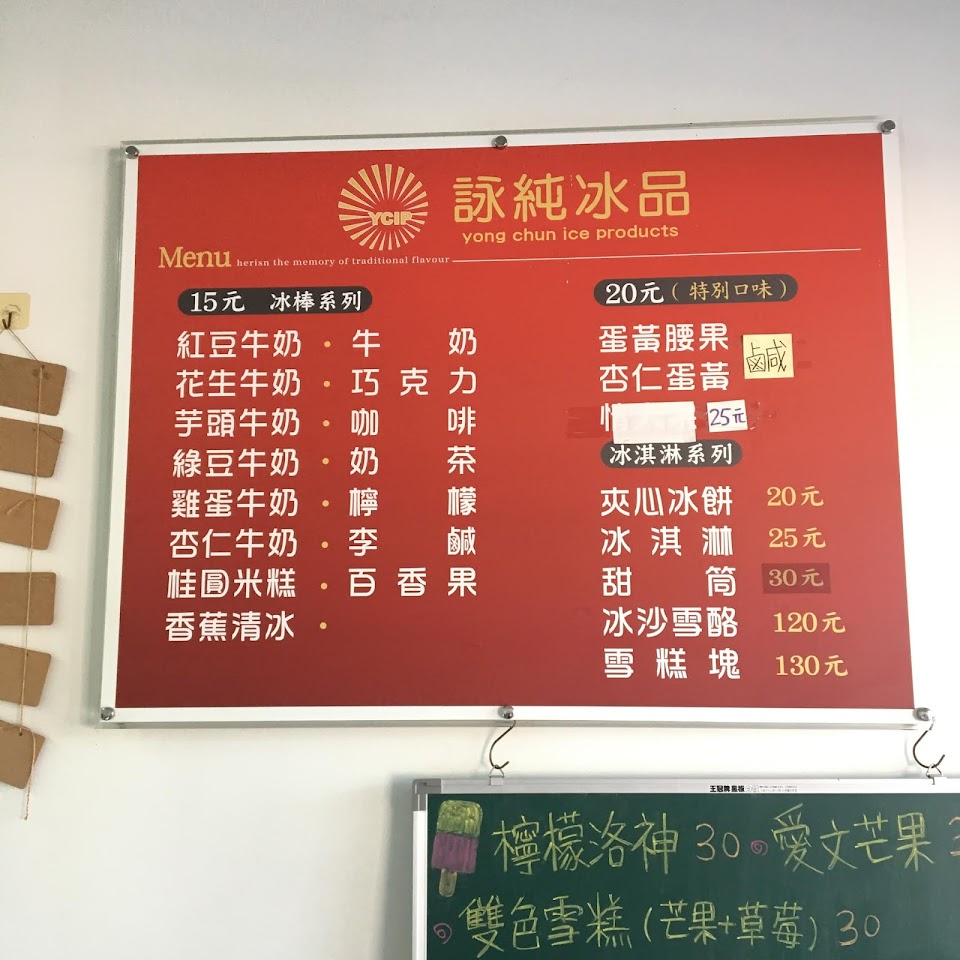 YCIP
詠純冰品
yong chun ice products
Menu herisn the memory of traditional flavour
15元 冰棒系列
紅豆牛奶・牛奶
花生牛奶・巧克力
芋頭牛奶・咖啡
綠豆牛奶・奶茶
雞蛋牛奶・檸檬
杏仁牛奶・李鹹
桂圓米糕・百香果
香蕉清冰・
20元(特別口味)
蛋黃腰果
杏仁蛋黃
鹵咸
25元
冰淇淋系列
夾心冰餅 20元
冰淇淋 25元
甜筒 30元
冰沙雪酪 120元
雪糕塊 130元
檸檬洛神 30 愛文芒果
雙色雪糕(芒果+草莓) 30